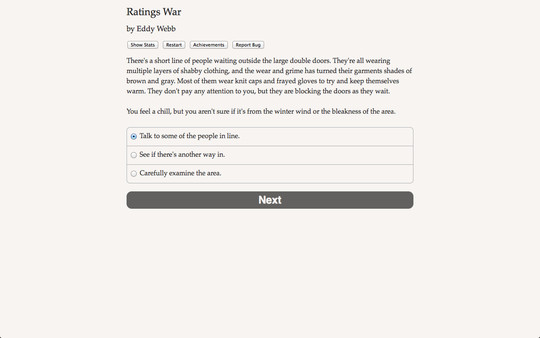 Ratings War
by Eddy Webb
Show Stats Restart Achievements Report Bug
There's a short line of people waiting outside the large double doors. They're all wearing
multiple layers of shabby clothing, and the wear and grime has turned their garments shades of
brown and gray. Most of them wear knit caps and frayed gloves to try and keep themselves
warm. They don't pay any attention to you, but they are blocking the doors as they wait.
You feel a chill, but you aren't sure if it's from the winter wind or the bleakness of the area.
Talk to some of the people in line.
See if there's another way in.
Carefully examine the area.
Next